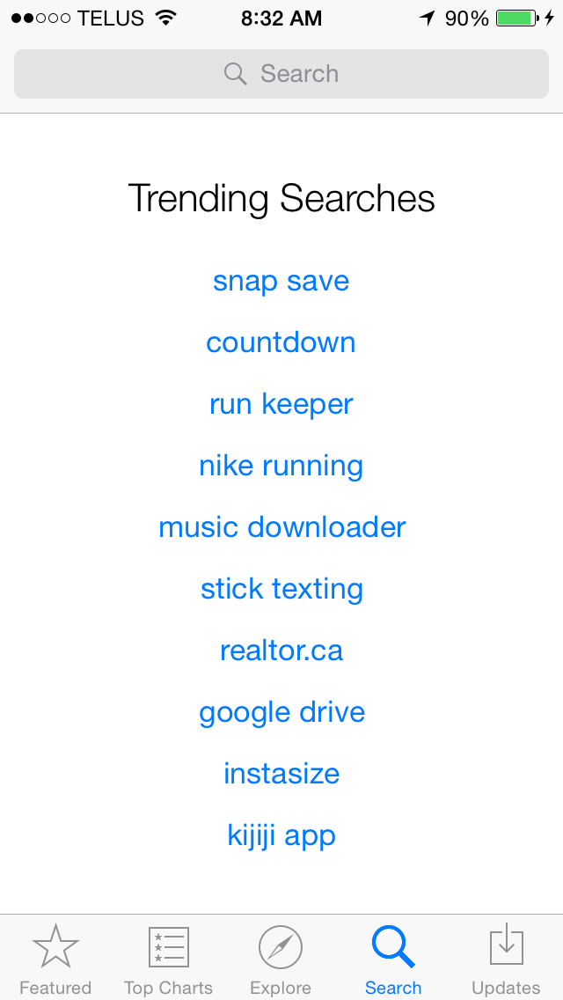 TELUS 8:32 AM 90%
Search
Trending Searches
snap save
countdown
run keeper
nike running
music downloader
stick texting
realtor.ca
google drive
instasize
kijiji app
Featured Top Charts Explore Search Updates